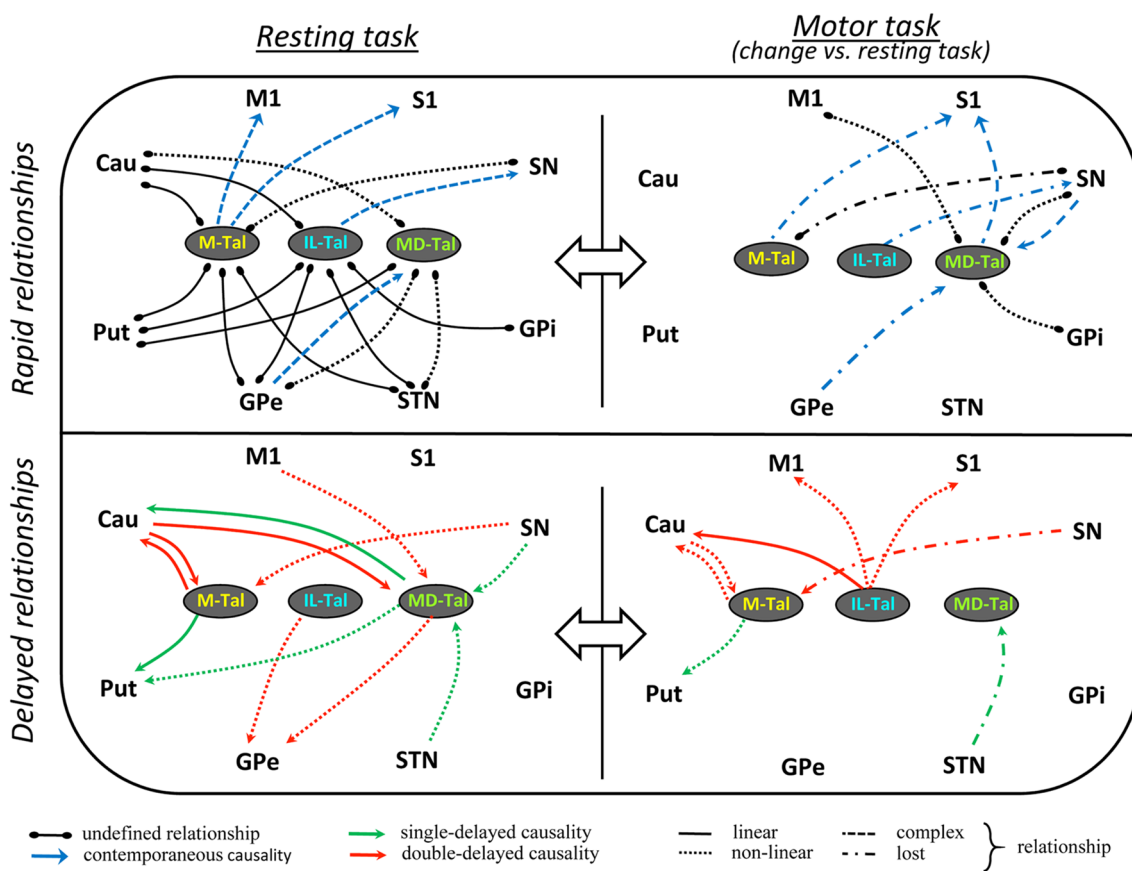 Resting task
Motor task
(change vs. resting task)
Rapid relationships
M1
S1
Cau
SN
M-Tal
IL-Tal
MD-Tal
Put
GPi
GPe
STN
M1
S1
Cau
SN
M-Tal
IL-Tal
MD-Tal
Put
GPi
GPe
STN
Delayed relationships
M1
S1
Cau
SN
M-Tal
IL-Tal
MD-Tal
Put
GPi
GPe
STN
M1
S1
Cau
SN
M-Tal
IL-Tal
MD-Tal
Put
GPi
GPe
STN
undefined relationship
contemporaneous causality
single-delayed causality
double-delayed causality
linear
non-linear
complex
lost
relationship